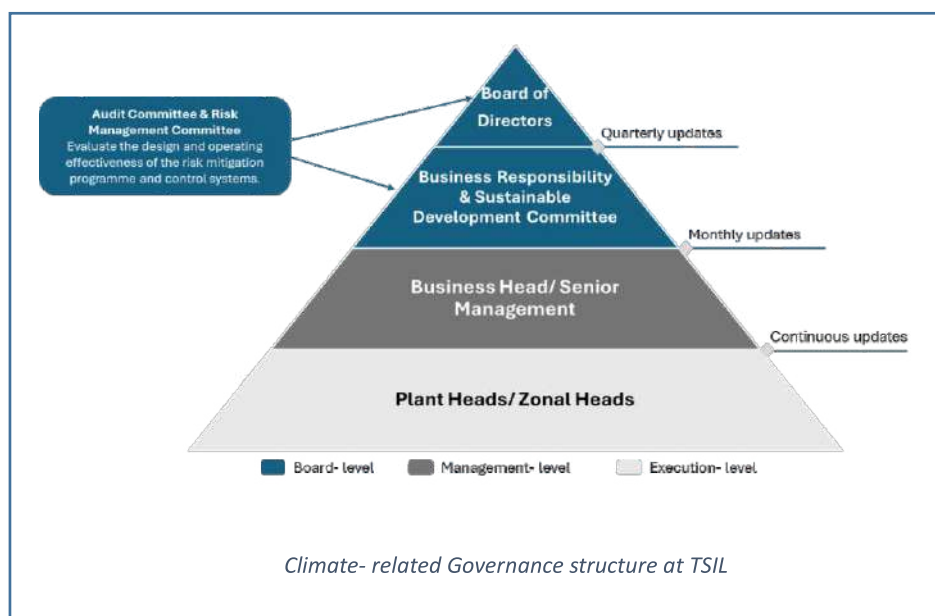 Board of
Directors
Audit Committee & Risk
Management Committee
Evaluate the design and operating
effectiveness of the risk mitigation
programme and control systems.
Quarterly updates
Business Responsibility
& Sustainable
Development Committee
Monthly updates
Business Head/ Senior
Management
Continuous updates
Plant Heads/ Zonal Heads
Board- level
Management- level
Execution- level
Climate- related Governance structure at TSIL